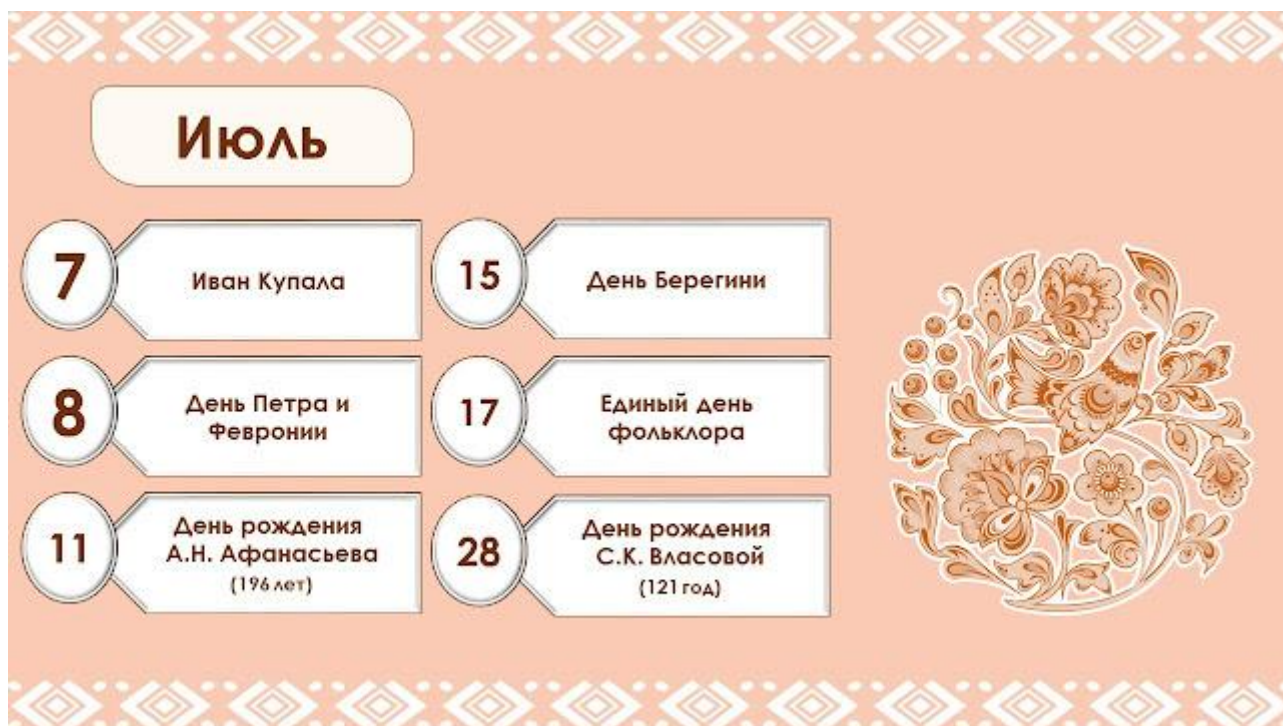 Июль
7
Иван Купала
8
День Петра и
Февронии
11
День рождения
А.Н. Афанасьева
(196 лет)
15
День Берегини
17
Единый день
фольклора
28
День рождения
С.К. Власовой
(121 год)